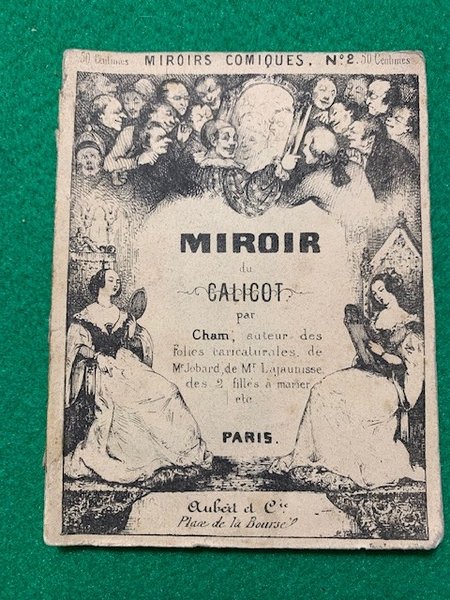 50 Centimes MIROIRS COMIQUES. Nº 2. 50 Centimes
MIROIR
du
CALICOT.
par
Cham, auteur des
folies caricaturales, de
Mr Jobard, de Mr Lajaunisse
des 2 filles à marier
etc
PARIS.
Aubert et Cie
Place de la Bourse